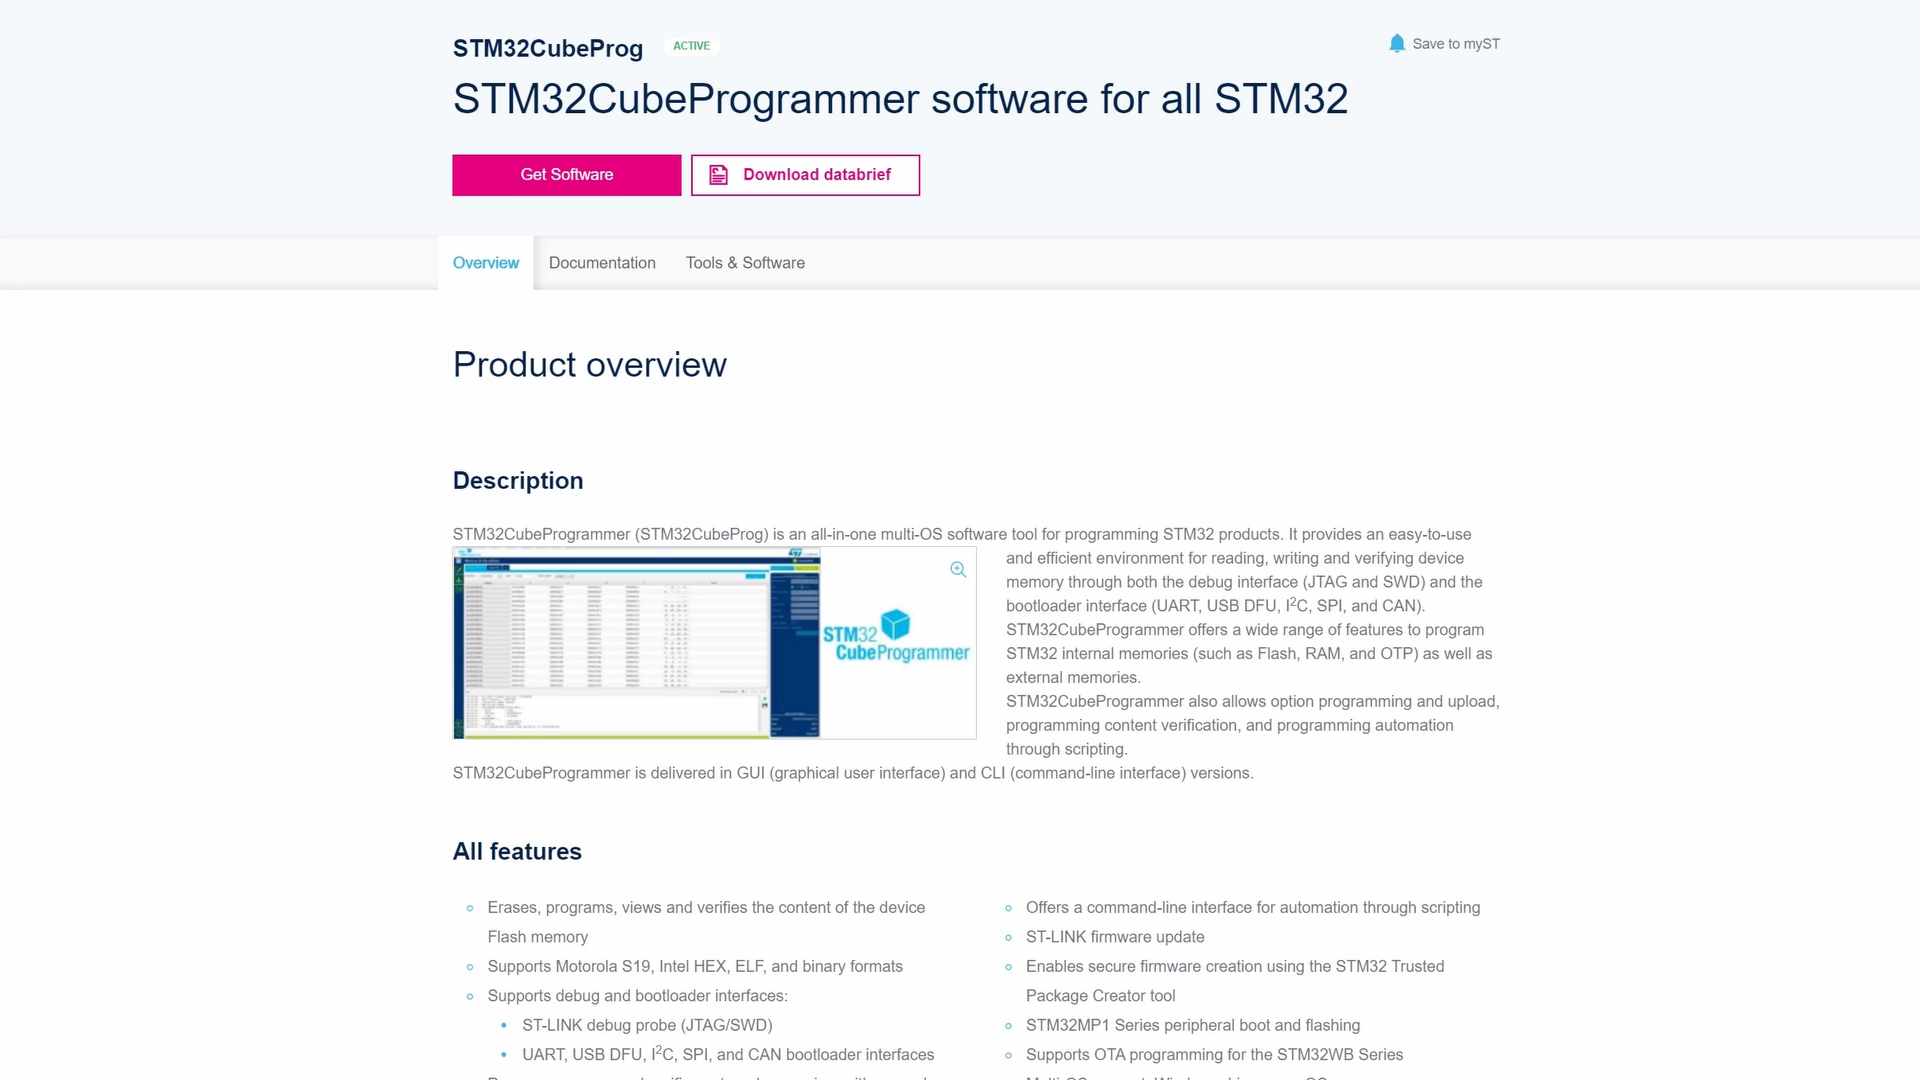 STM32CubeProg ACTIVE
Save to myST
STM32CubeProgrammer software for all STM32
Get Software
Download databrief
Overview Documentation Tools & Software
Product overview
Description
STM32CubeProgrammer (STM32CubeProg) is an all-in-one multi-OS software tool for programming STM32 products. It provides an easy-to-use
and efficient environment for reading, writing and verifying device
memory through both the debug interface (JTAG and SWD) and the
bootloader interface (UART, USB DFU, I²C, SPI, and CAN).
STM32CubeProgrammer offers a wide range of features to program
STM32 internal memories (such as Flash, RAM, and OTP) as well as
external memories.
STM32CubeProgrammer also allows option programming and upload,
programming content verification, and programming automation
through scripting.
STM32
CubeProgrammer
STM32CubeProgrammer is delivered in GUI (graphical user interface) and CLI (command-line interface) versions.
All features
Erases, programs, views and verifies the content of the device
Flash memory
Supports Motorola S19, Intel HEX, ELF, and binary formats
Supports debug and bootloader interfaces:
ST-LINK debug probe (JTAG/SWD)
UART, USB DFU, I²C, SPI, and CAN bootloader interfaces
Offers a command-line interface for automation through scripting
ST-LINK firmware update
Enables secure firmware creation using the STM32 Trusted
Package Creator tool
STM32MP1 Series peripheral boot and flashing
Supports OTA programming for the STM32WB Series